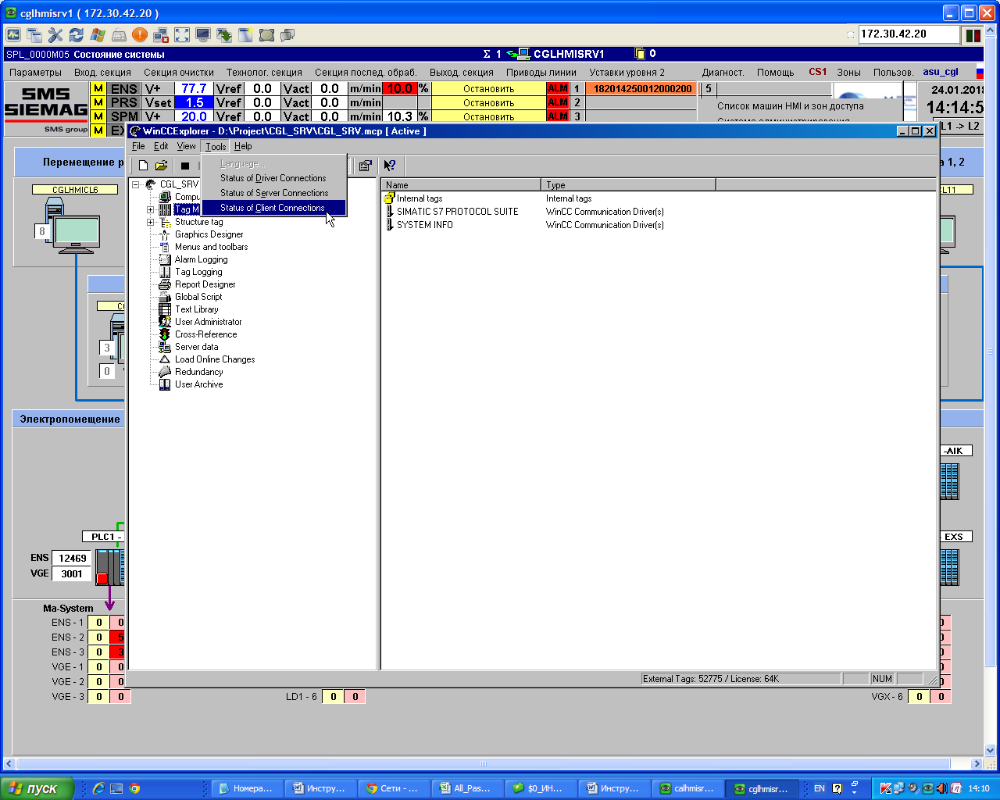 cglhmisrv1 ( 172.30.42.20 )
172.30.42.20
SPL_0000M05 Состояние системы
Σ 1 CGLHMISRV1 0
Параметры Вход. секция Секция очистки Технолог. секция Секция послед. обраб. Выход. секция Приводы линии Уставки уровня 2 Диагност. Помощь CS1 Зоны Пользов. asu_cgl
SMS
SIEMAG
SMS group
M ENS V+ 77.7 Vref 0.0 Vact 0.0 m/min 10.0 % Остановить ALM 1 182014250012000200 5
M PRS Vset 1.5 Vref 0.0 Vact 0.0 m/min Остановить ALM 2
M SPM V+ 20.0 Vref 0.0 Vact 0.0 m/min 10.3 % Остановить ALM 3
M
Список машин HMI и зон доступа
24.01.2018
14:14:5
L1 -> L2
WinCCExplorer - D:\Project\CGL_SRV\CGL_SRV.mcp [ Active ]
File Edit View Tools Help
Language...
Status of Driver Connections
Status of Server Connections
Status of Client Connections
CGL_SRV
Compu
Tag M
Structure tag
Graphics Designer
Menus and toolbars
Alarm Logging
Tag Logging
Report Designer
Global Script
Text Library
User Administrator
Cross-Reference
Server data
Load Online Changes
Redundancy
User Archive
Name Type
Internal tags Internal tags
SIMATIC S7 PROTOCOL SUITE WinCC Communication Driver(s)
SYSTEM INFO WinCC Communication Driver(s)
External Tags: 52775 / License: 64K NUM
Перемещение р
CGLHMICL6
8
а 1, 2
CL11
3
0
Электропомещение
-AIK
PLC1 -
- EXS
ENS 12469
VGE 3001
Ma-System
ENS - 1 0 0
ENS - 2 0 5
ENS - 3 0 3
VGE - 1 0 0
VGE - 2 0 0
VGE - 3 0 0
LD1 - 6 0 0
VGX - 6 0 0
пуск
Номера...
Инстру...
Сети - ...
All_Pas...
$0_ИН...
Инстру...
calhmisr...
cglhmisr...
EN
14:10